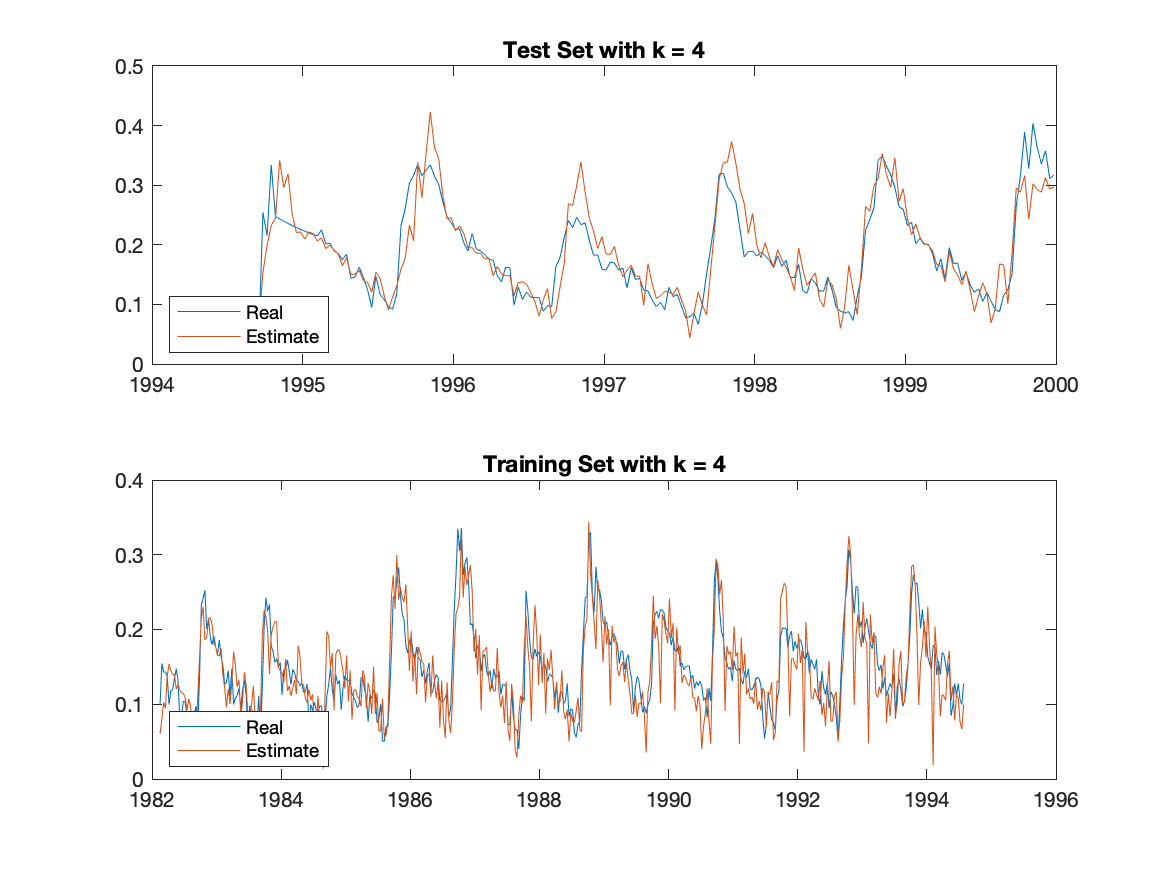 Test Set with k = 4
0.5
0.4
0.3
0.2
0.1
0
Real
Estimate
1994 1995 1996 1997 1998 1999 2000
Training Set with k = 4
0.4
0.3
0.2
0.1
0
Real
Estimate
1982 1984 1986 1988 1990 1992 1994 1996